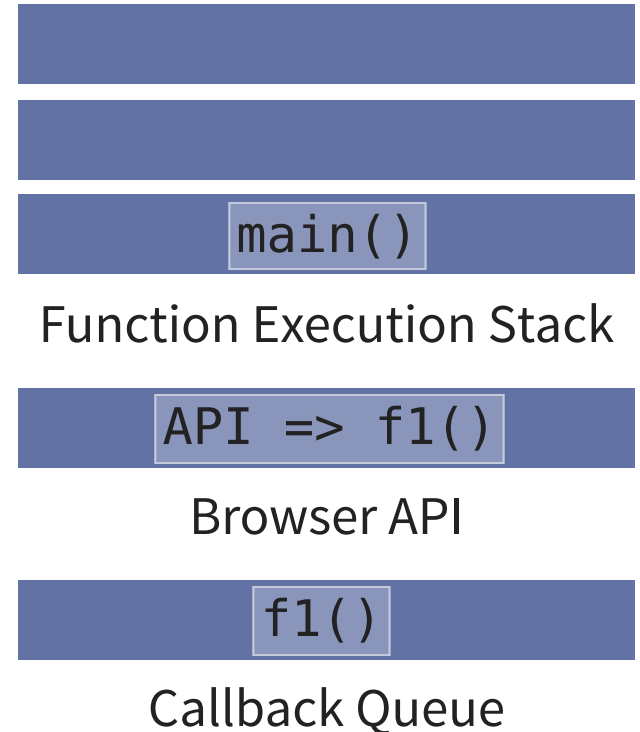 main()
Function Execution Stack
API => f1()
Browser API
f1()
Callback Queue